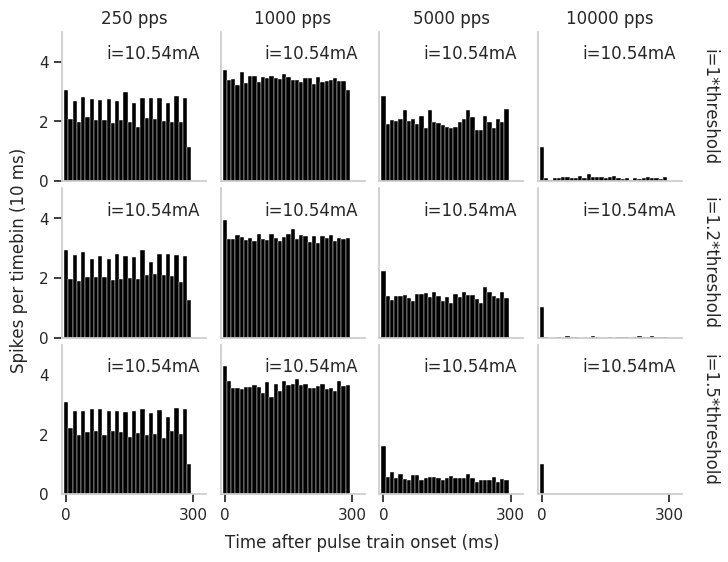 250 pps 1000 pps 5000 pps 10000 pps
i=10.54mA i=10.54mA i=10.54mA i=10.54mA
i=1*threshold
4
2
0
i=10.54mA i=10.54mA i=10.54mA i=10.54mA
i=1.2*threshold
4
2
0
Spikes per timebin (10 ms)
i=10.54mA i=10.54mA i=10.54mA i=10.54mA
i=1.5*threshold
4
2
0
0 300 0 300 0 300 0 300
Time after pulse train onset (ms)